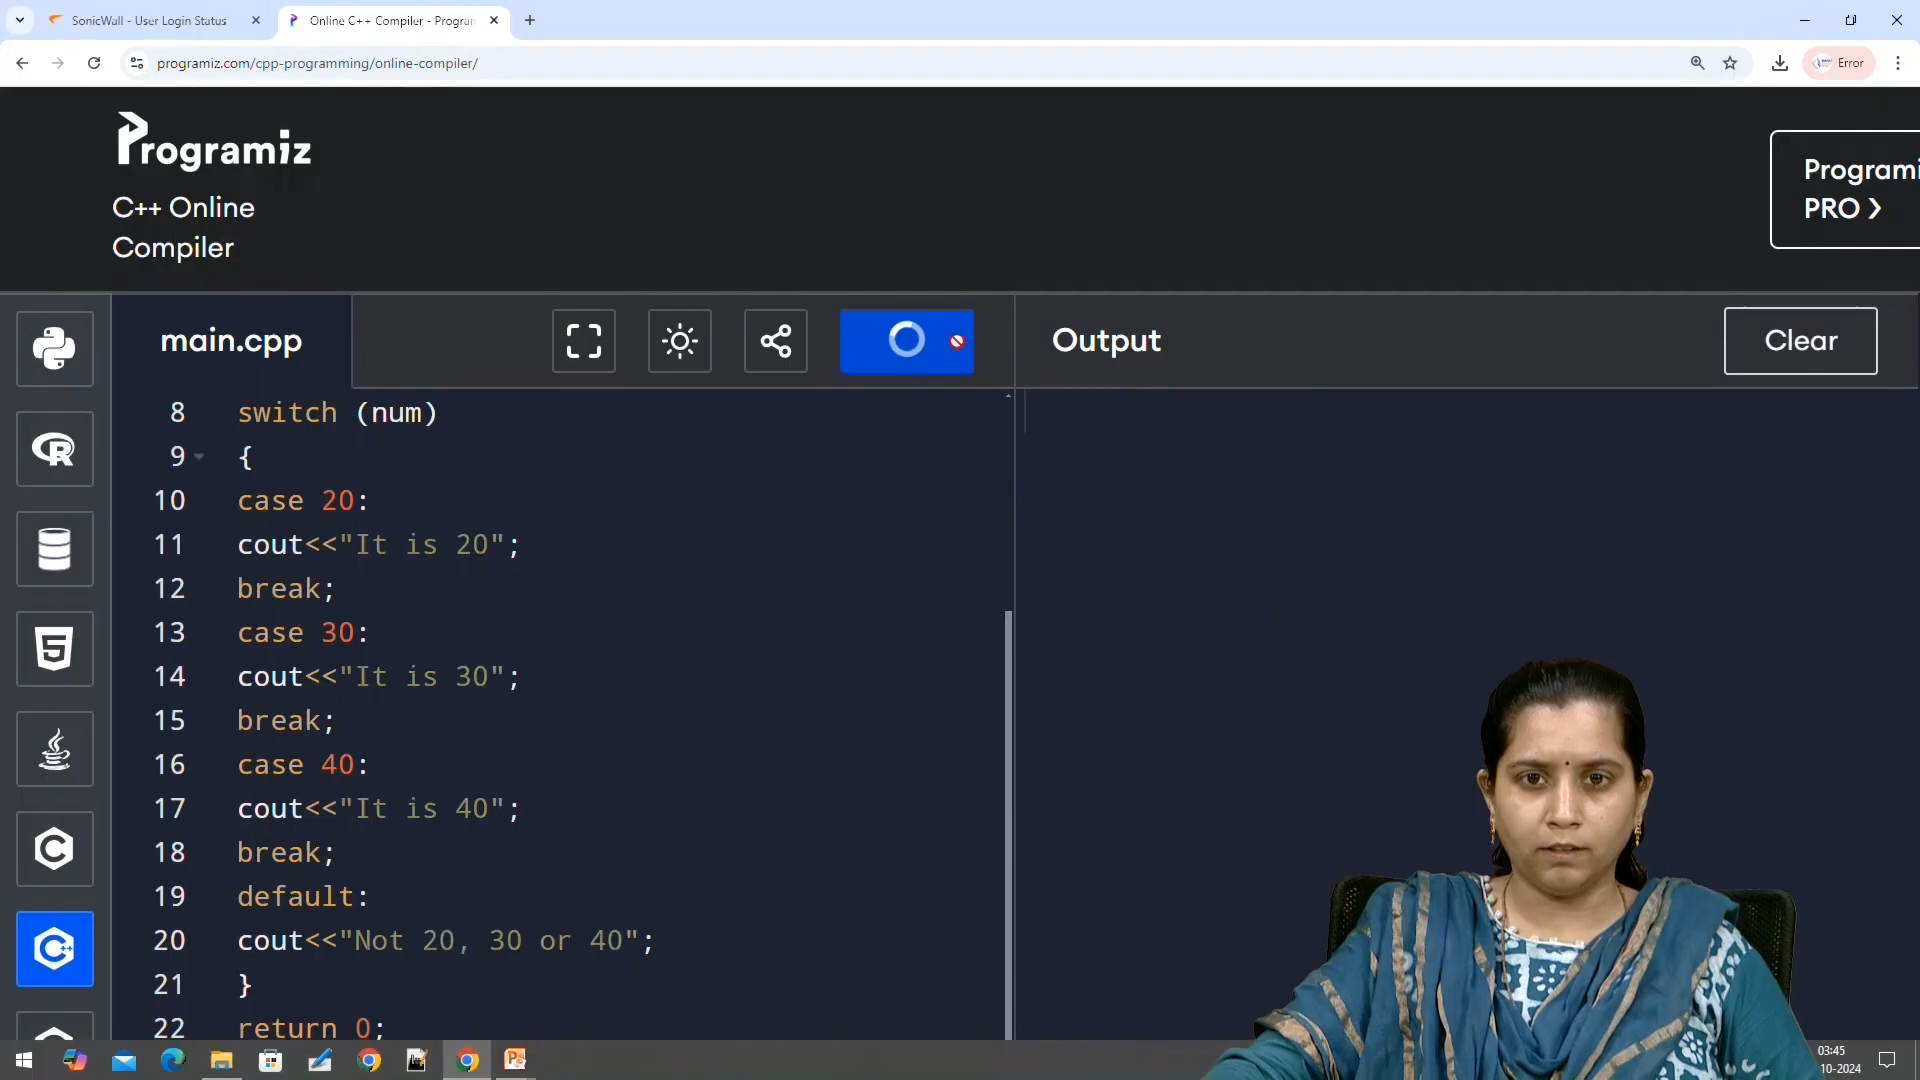 SonicWall - User Login Status
Online C++ Compiler - Program
programiz.com/cpp-programming/online-compiler/
Error
Programiz
C++ Online
Compiler
Programi
PRO
main.cpp
Output
Clear
8 switch (num)
9 {
10 case 20:
11 cout<<"It is 20";
12 break;
13 case 30:
14 cout<<"It is 30";
15 break;
16 case 40:
17 cout<<"It is 40";
18 break;
19 default:
20 cout<<"Not 20, 30 or 40";
21 }
22 return 0;
03:45
10-2024